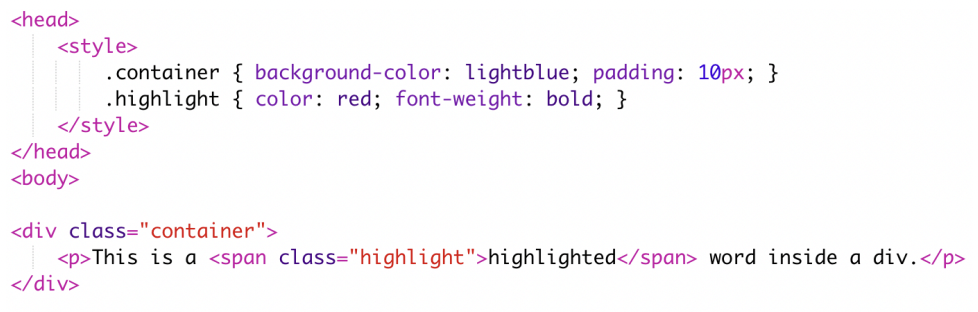 <head>
<style>
.container { background-color: lightblue; padding: 10px; }
.highlight { color: red; font-weight: bold; }
</style>
</head>
<body>
<div class="container">
<p>This is a <span class="highlight">highlighted</span> word inside a div.</p>
</div>